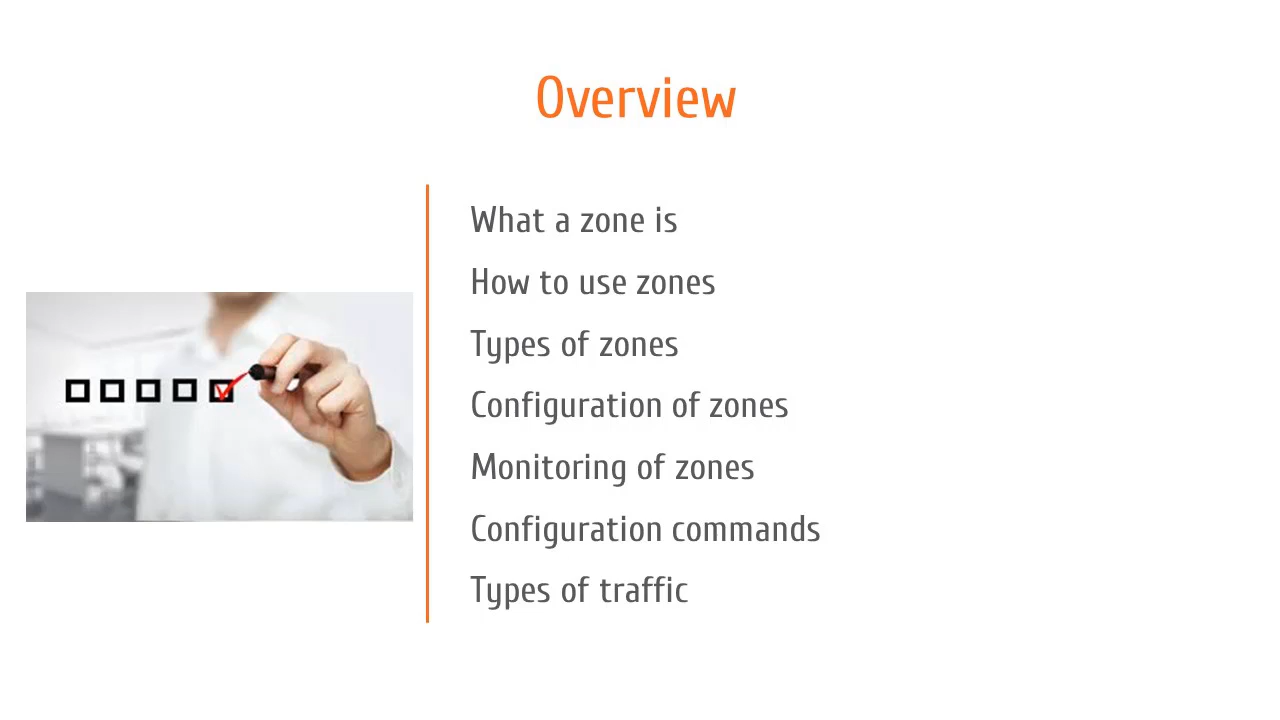 Overview
What a zone is
How to use zones
Types of zones
Configuration of zones
Monitoring of zones
Configuration commands
Types of traffic